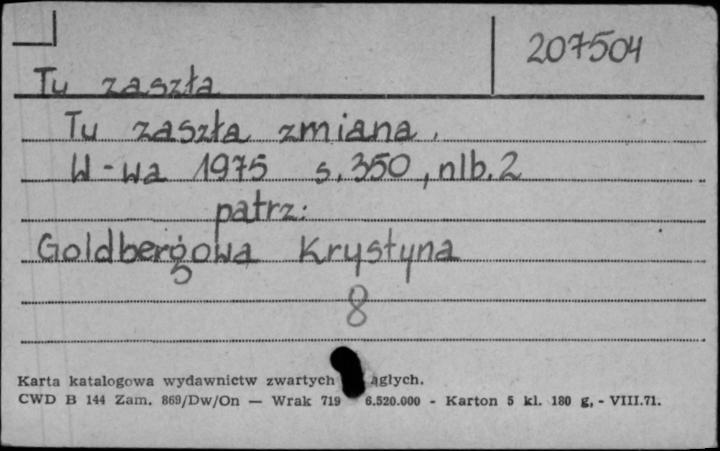 207504
Tu zaszła
Tu zaszła zmiana.
W-wa 1975 s. 350, nlb. 2
patrz:
Goldbergowa Krystyna
8
Karta katalogowa wydawnictw zwartych
CWD B 144 Zam. 869/Dw/On — Wrak 719 6.520.000 - Karton 5 kl. 180 g, - VIII.71.